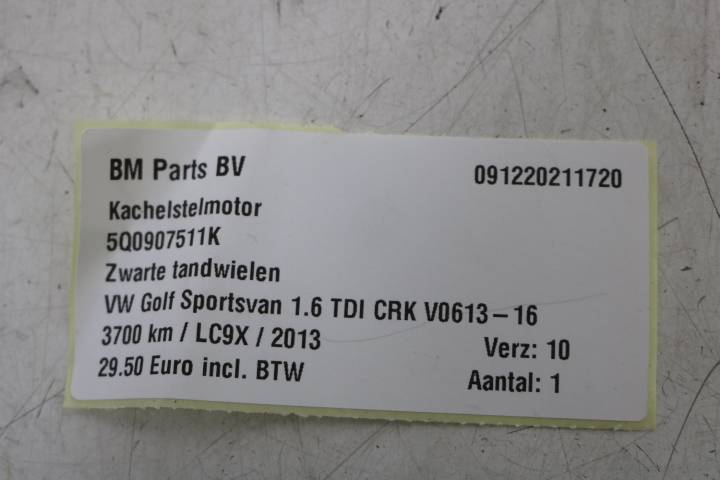 BM Parts BV 091220211720
Kachelstelmotor
5Q0907511K
Zwarte tandwielen
VW Golf Sportsvan 1.6 TDI CRK V0613-16
3700 km / LC9X / 2013 Verz: 10
29.50 Euro incl. BTW Aantal: 1